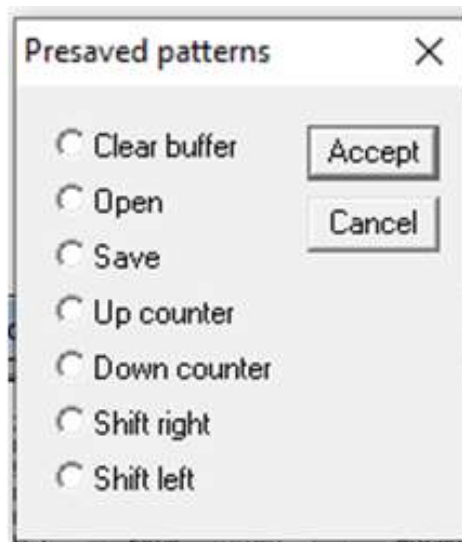 Presaved patterns
Clear buffer
Accept
Open
Cancel
Save
Up counter
Down counter
Shift right
Shift left